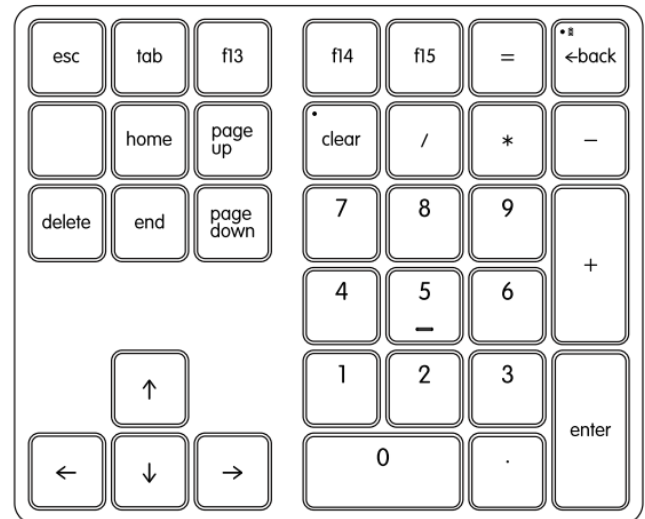 esc tab f13 f14 f15 = ←back
home page up clear / * −
delete end page down 7 8 9 +
4 5 6
↑ 1 2 3 enter
← ↓ → 0 .